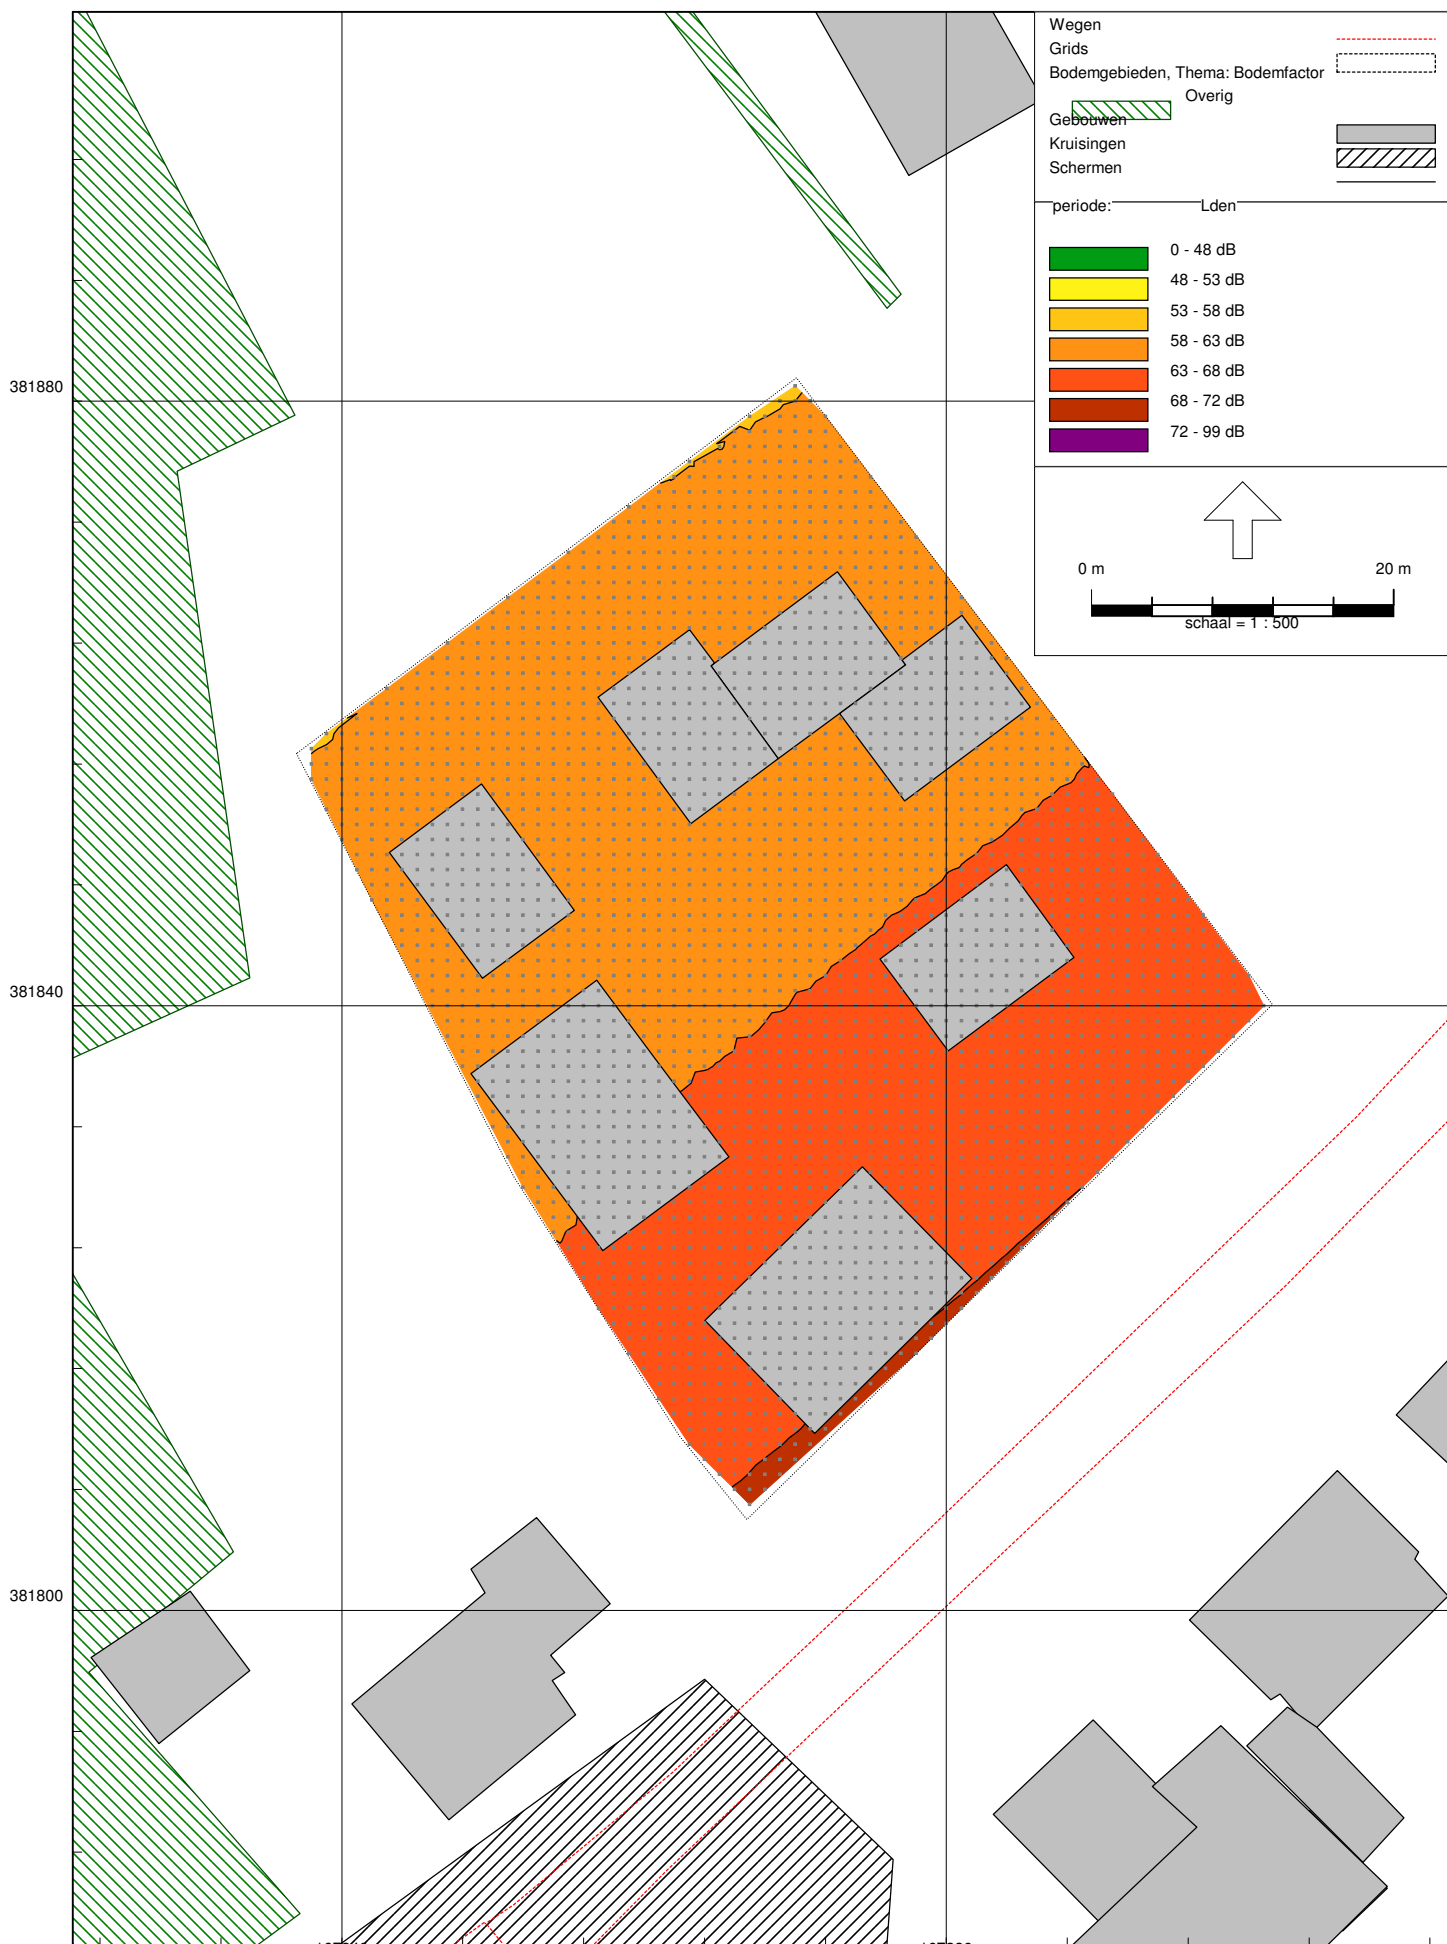 Wegen
Grids
Bodemgebieden, Thema: Bodemfactor
Overig
Gebouwen
Kruisingen
Schermen
periode: Lden
0 - 48 dB
48 - 53 dB
53 - 58 dB
58 - 63 dB
63 - 68 dB
68 - 72 dB
72 - 99 dB
0 m 20 m
schaal = 1 : 500
381880
381840
381800